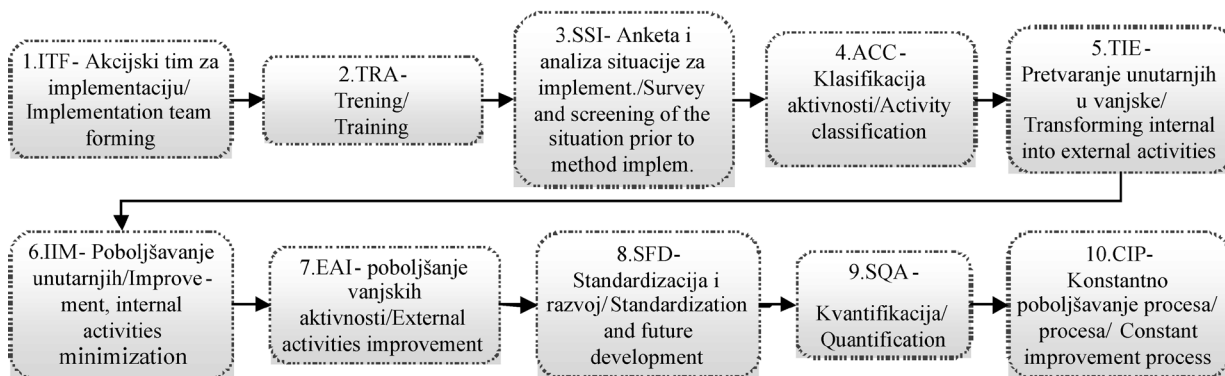 1.ITF- Akcijski tim za
implementaciju/
Implementation team
forming
2.TRA-
Trening/
Training
3.SSI- Anketa i
analiza situacije za
implement./Survey
and screening of the
situation prior to
method implem.
4.ACC-
Klasifikacija
aktivnosti/Activity
classification
5.TIE-
Pretvaranje unutarnjih
u vanjske/
Transforming internal
into external activities
6.IIM- Poboljšavanje
unutarnjih/Improve-
ment, internal
activities
minimization
7.EAI- poboljšanje
vanjskih
aktivnosti/External
activities improvement
8.SFD-
Standardizacija i
razvoj/Standardization
and future
development
9.SQA -
Kvantifikacija/
Quantification
10.CIP-
Konstantno
poboljšavanje procesa/
procesa/ Constant
improvement process